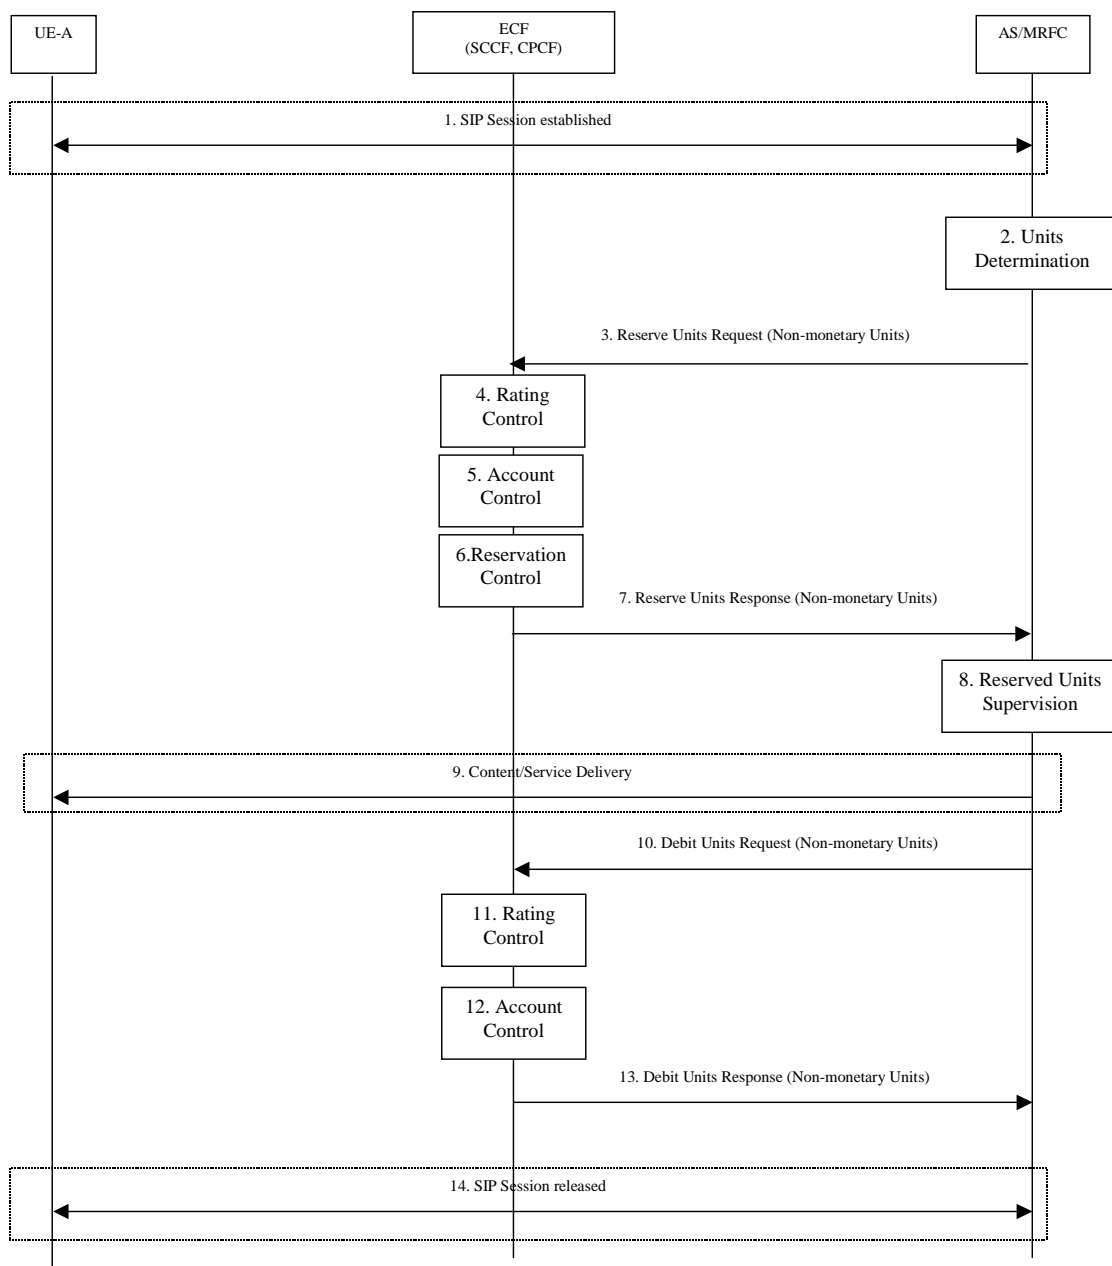 UE-A
ECF
(SCCF, CPCF)
AS/MRFC
1. SIP Session established
2. Units
Determination
3. Reserve Units Request (Non-monetary Units)
4. Rating
Control
5. Account
Control
6.Reservation
Control
7. Reserve Units Response (Non-monetary Units)
8. Reserved Units
Supervision
9. Content/Service Delivery
10. Debit Units Request (Non-monetary Units)
11. Rating
Control
12. Account
Control
13. Debit Units Response (Non-monetary Units)
14. SIP Session released